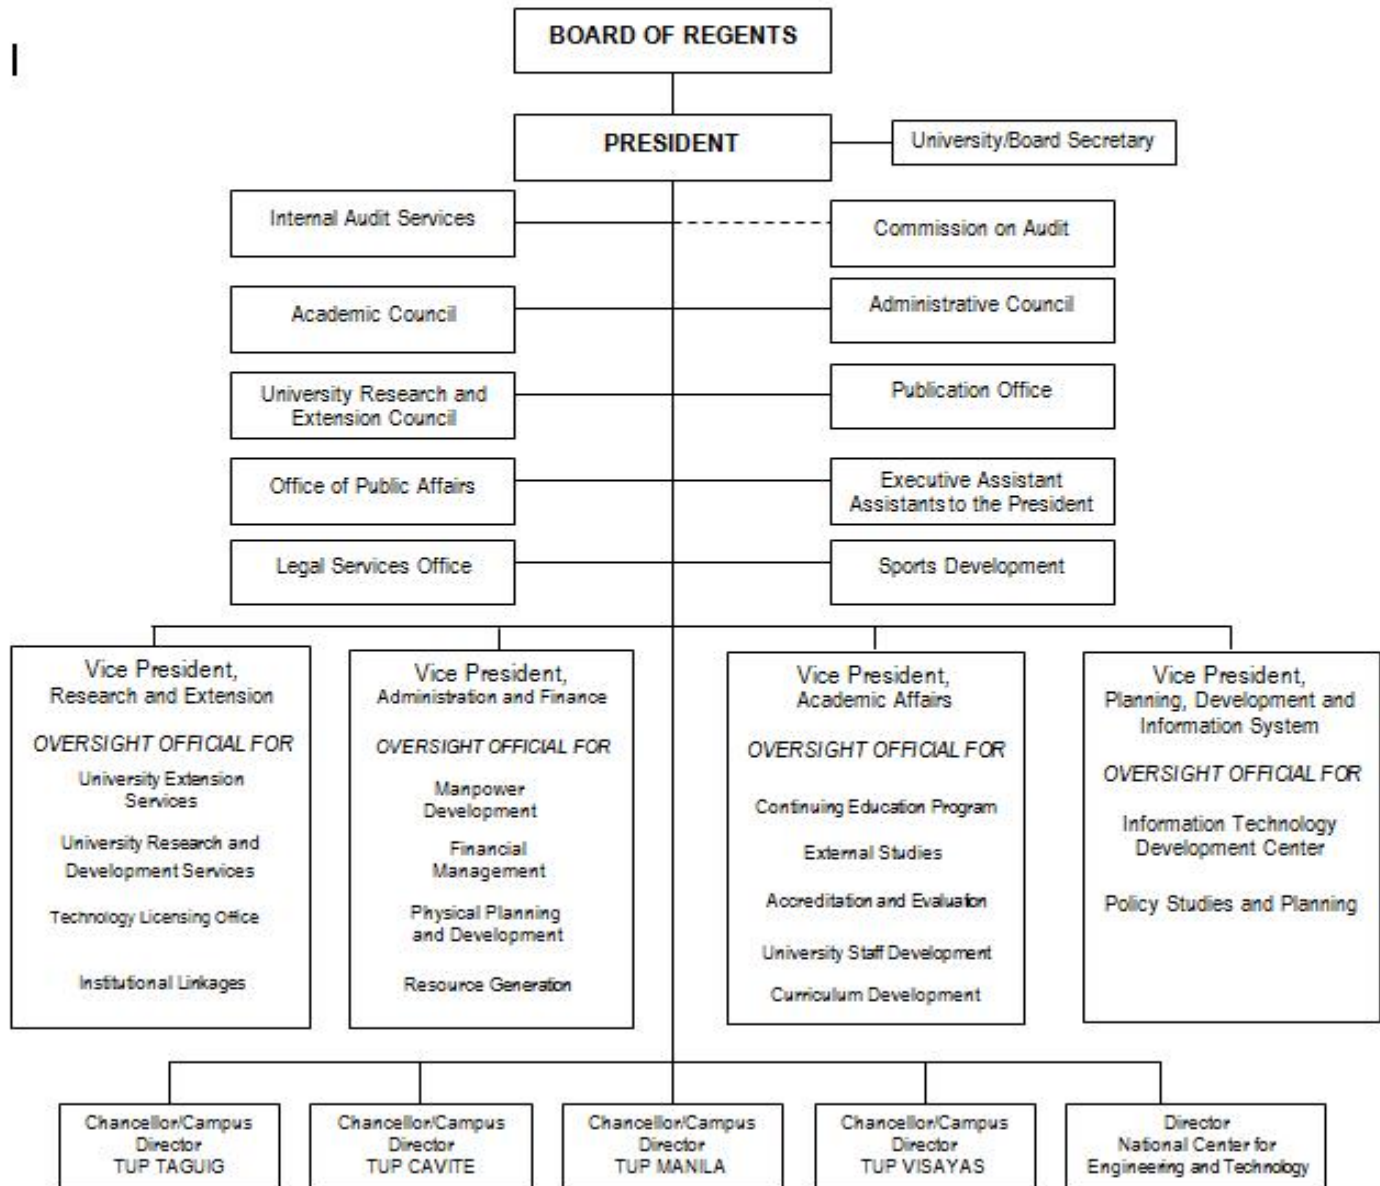 BOARD OF REGENTS
PRESIDENT
University/Board Secretary
Internal Audit Services
Commission on Audit
Academic Council
Administrative Council
University Research and
Extension Council
Publication Office
Office of Public Affairs
Executive Assistant
Assistants to the President
Legal Services Office
Sports Development
Vice President,
Research and Extension
OVERSIGHT OFFICIAL FOR
University Extension
Services
University Research and
Development Services
Technology Licensing Office
Institutional Linkages
Vice President,
Administration and Finance
OVERSIGHT OFFICIAL FOR
Manpower
Development
Financial
Management
Physical Planning
and Development
Resource Generation
Vice President,
Academic Affairs
OVERSIGHT OFFICIAL FOR
Continuing Education Program
External Studies
Accreditation and Evaluation
University Staff Development
Curriculum Development
Vice President,
Planning, Development and
Information System
OVERSIGHT OFFICIAL FOR
Information Technology
Development Center
Policy Studies and Planning
Chancellor/Campus
Director
TUP TAGUIG
Chancellor/Campus
Director
TUP CAVITE
Chancellor/Campus
Director
TUP MANILA
Chancellor/Campus
Director
TUP VISAYAS
Director
National Center for
Engineering and Technology